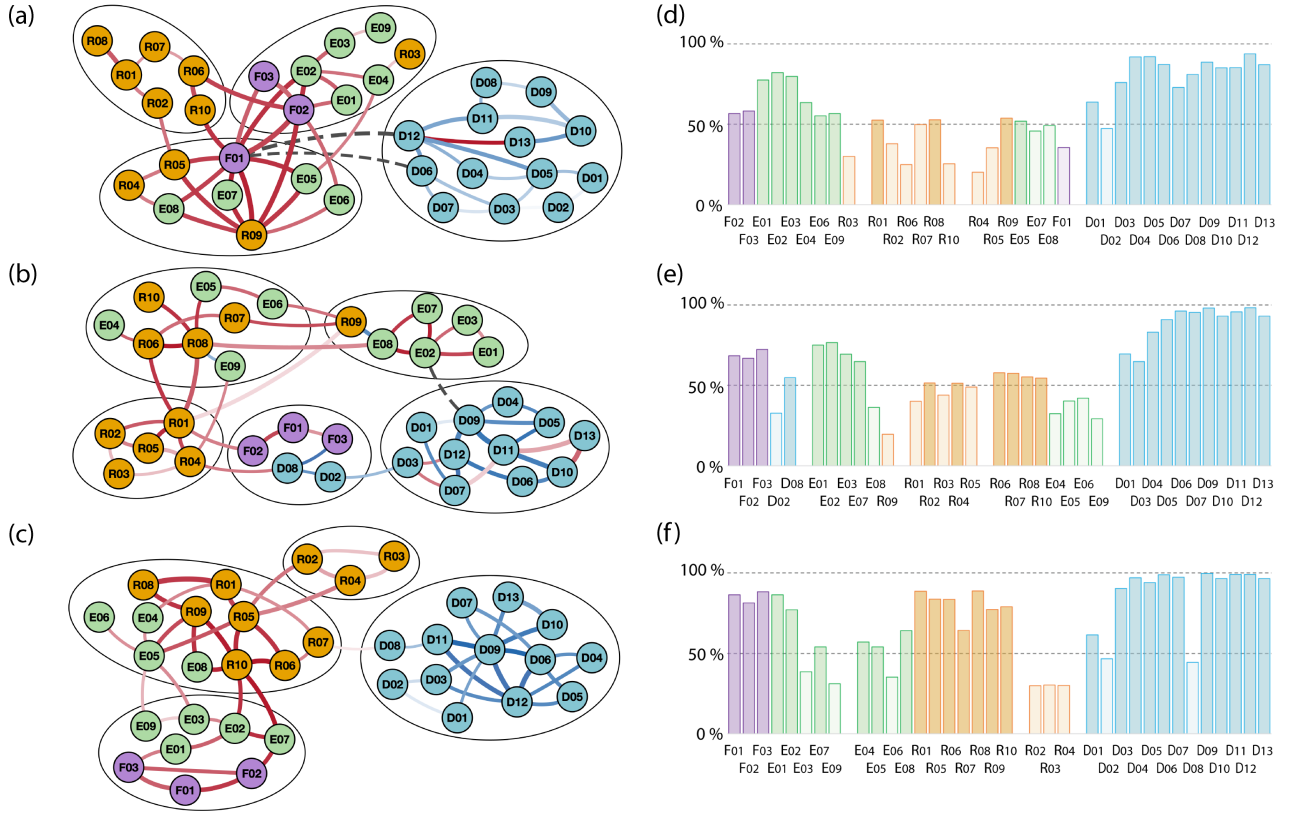 (a)
R08
R07
R01
R06
R02
R10
E09
E03
R03
F03
E02
E04
E01
F02
D08
D09
D11
D10
D12
D13
D06
D04
D05
D01
D07
D03
D02
F01
R05
R04
E05
E07
E08
E06
R09
(b)
R10
E05
E06
E04
R07
R06
R08
E09
R09
E07
E03
E08
E02
E01
R01
R02
R05
R04
R03
F01
F02
F03
D08
D02
D04
D01
D09
D05
D13
D03
D12
D11
D10
D07
D06
(c)
R08
R01
E06
E04
R09
R05
E05
E08
R10
R06
R07
R02
R03
R04
D07
D13
D10
D08
D11
D09
D06
D04
D02
D03
D12
D05
D01
E09
E03
E02
E07
E01
F03
F02
F01
(d)
100 %
50 %
0 %
F02 E01 E03 E06 R03 R01 R06 R08 R04 R09 E07 F01 D01 D03 D05 D07 D09 D11 D13
F03 E02 E04 E09 R02 R07 R10 R05 E05 E08 D02 D04 D06 D08 D10 D12
(e)
100 %
50 %
0 %
F01 F03 D08 E01 E03 E08 R01 R03 R05 R06 R08 E04 E06 D01 D04 D06 D09 D11 D13
F02 D02 E02 E07 R09 R02 R04 R07 R10 E05 E09 D03 D05 D07 D10 D12
(f)
100 %
50 %
0 %
F01 F03 E02 E07 E04 E06 R01 R06 R08 R10 R02 R04 D01 D03 D05 D07 D09 D11 D13
F02 E01 E03 E09 E05 E08 R05 R07 R09 R03 D02 D04 D06 D08 D10 D12